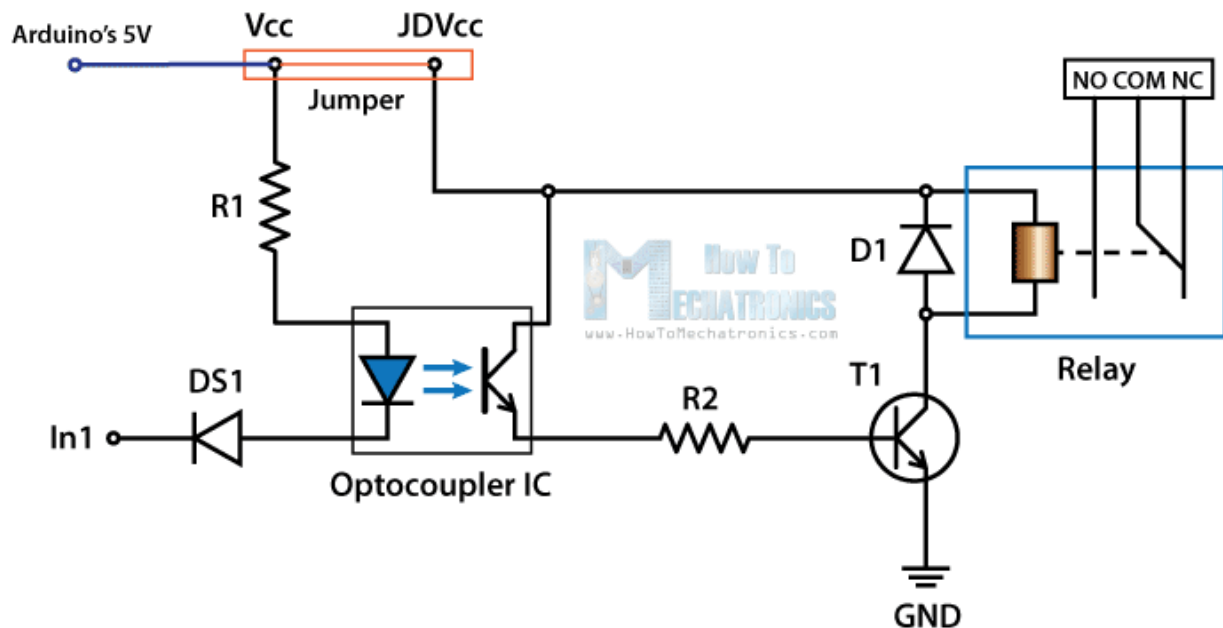 Arduino's 5V
Vcc
JDVcc
Jumper
NO COM NC
R1
D1
How To
MECHATRONICS
www.HowToMechatronics.com
Relay
DS1
T1
R2
In1
Optocoupler IC
GND